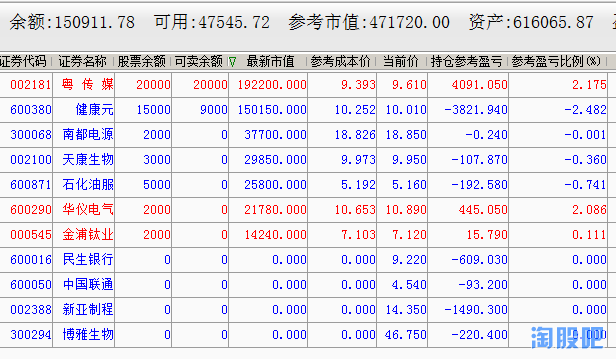 余额:150911.78 可用:47545.72 参考市值:471720.00 资产:616065.87
证券代码 证券名称 股票余额 可卖余额 ▽ 最新市值 参考成本价 当前价 持仓参考盈亏 参考盈亏比例(%)
002181 粤传媒 20000 20000 192200.000 9.393 9.610 4091.050 2.175
600380 健康元 15000 9000 150150.000 10.252 10.010 -3821.940 -2.482
300068 南都电源 2000 0 37700.000 18.826 18.850 -0.240 -0.001
002100 天康生物 3000 0 29850.000 9.973 9.950 -107.870 -0.360
600871 石化油服 5000 0 25800.000 5.192 5.160 -192.580 -0.741
600290 华仪电气 2000 0 21780.000 10.653 10.890 445.050 2.086
000545 金浦钛业 2000 0 14240.000 7.103 7.120 15.790 0.111
600016 民生银行 0 0 0.000 0.000 9.220 -609.030 0.000
600050 中国联通 0 0 0.000 0.000 4.540 -93.200 0.000
002388 新亚制程 0 0 0.000 0.000 14.350 -1490.300 0.000
300294 博雅生物 0 0 0.000 0.000 46.750 -220.400 0.000
淘股吧